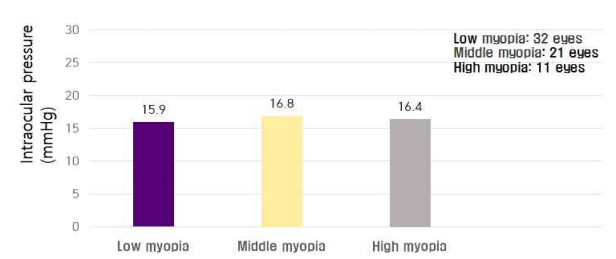 Low myopia: 32 eyes
Middle myopia: 21 eyes
High myopia: 11 eyes
Intraocular pressure
(mmHg)
30
25
20
15
10
5
0
15.9
16.8
16.4
Low myopia
Middle myopia
High myopia